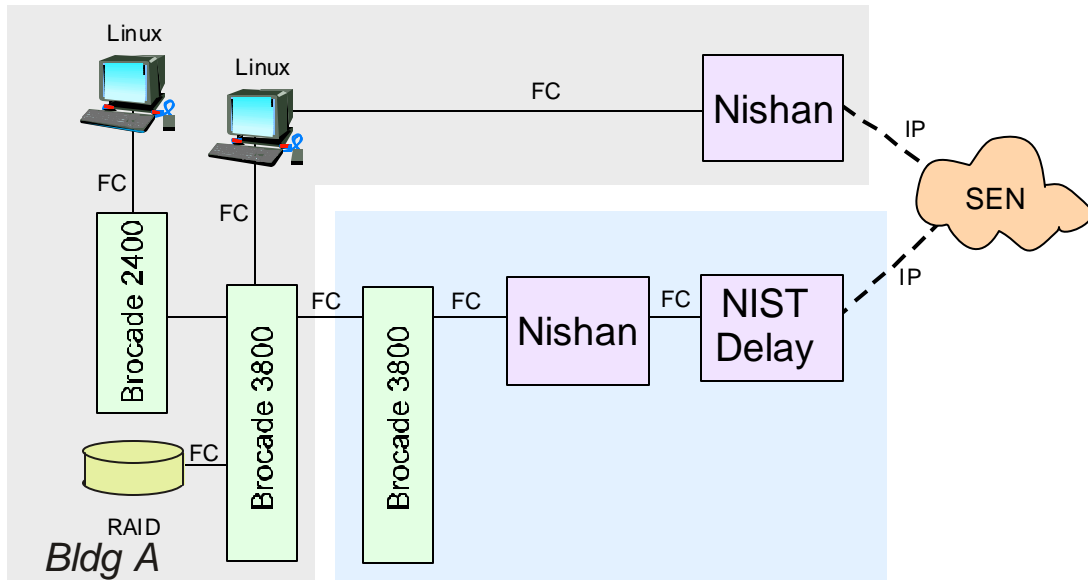 Linux
Linux
FC
Nishan
IP
SEN
FC
FC
Brocade 2400
IP
FC
FC
FC
Brocade 3800
Brocade 3800
Nishan
NIST
Delay
FC
RAID
Bldg A